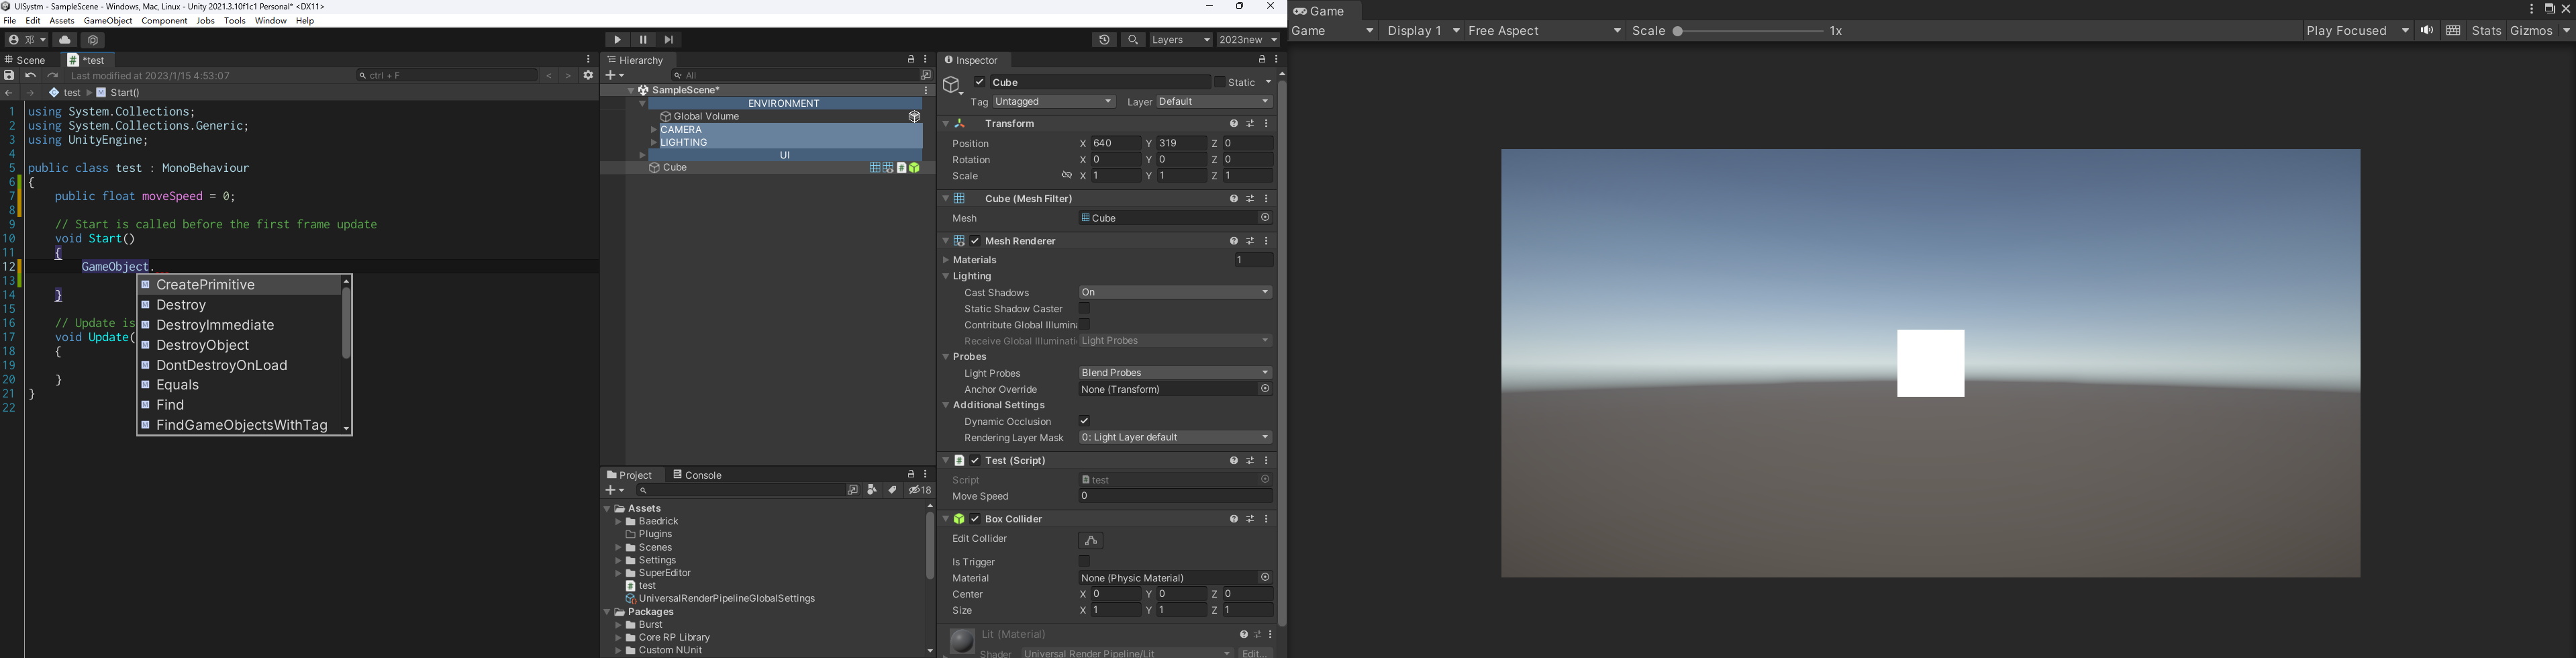 UISystm - SampleScene - Windows, Mac, Linux - Unity 2021.3.10f1c1 Personal* <DX11>
File Edit Assets GameObject Component Jobs Tools Window Help
Layers 2023new
Scene *test
Last modified at 2023/1/15 4:53:07 ctrl + F
test Start()
1 using System.Collections;
2 using System.Collections.Generic;
3 using UnityEngine;
4
5 public class test : MonoBehaviour
6 {
7 public float moveSpeed = 0;
8
9 // Start is called before the first frame update
10 void Start()
11 {
12 GameObject.
13
14 }
15
16 // Update is
17 void Update(
18 {
19
20 }
21 }
22
CreatePrimitive
Destroy
DestroyImmediate
DestroyObject
DontDestroyOnLoad
Equals
Find
FindGameObjectsWithTag
Hierarchy
All
SampleScene*
ENVIRONMENT
Global Volume
CAMERA
LIGHTING
UI
Cube
Project Console
18
Assets
Baedrick
Plugins
Scenes
Settings
SuperEditor
test
UniversalRenderPipelineGlobalSettings
Packages
Burst
Core RP Library
Custom NUnit
Inspector
Cube Static
Tag Untagged Layer Default
Transform
Position X 640 Y 319 Z 0
Rotation X 0 Y 0 Z 0
Scale X 1 Y 1 Z 1
Cube (Mesh Filter)
Mesh Cube
Mesh Renderer
Materials 1
Lighting
Cast Shadows On
Static Shadow Caster
Contribute Global Illumina
Receive Global Illuminati Light Probes
Probes
Light Probes Blend Probes
Anchor Override None (Transform)
Additional Settings
Dynamic Occlusion
Rendering Layer Mask 0: Light Layer default
Test (Script)
Script test
Move Speed 0
Box Collider
Edit Collider
Is Trigger
Material None (Physic Material)
Center X 0 Y 0 Z 0
Size X 1 Y 1 Z 1
Lit (Material)
Shader Universal Render Pipeline/Lit Edit...
Game
Game Display 1 Free Aspect Scale 1x Play Focused Stats Gizmos